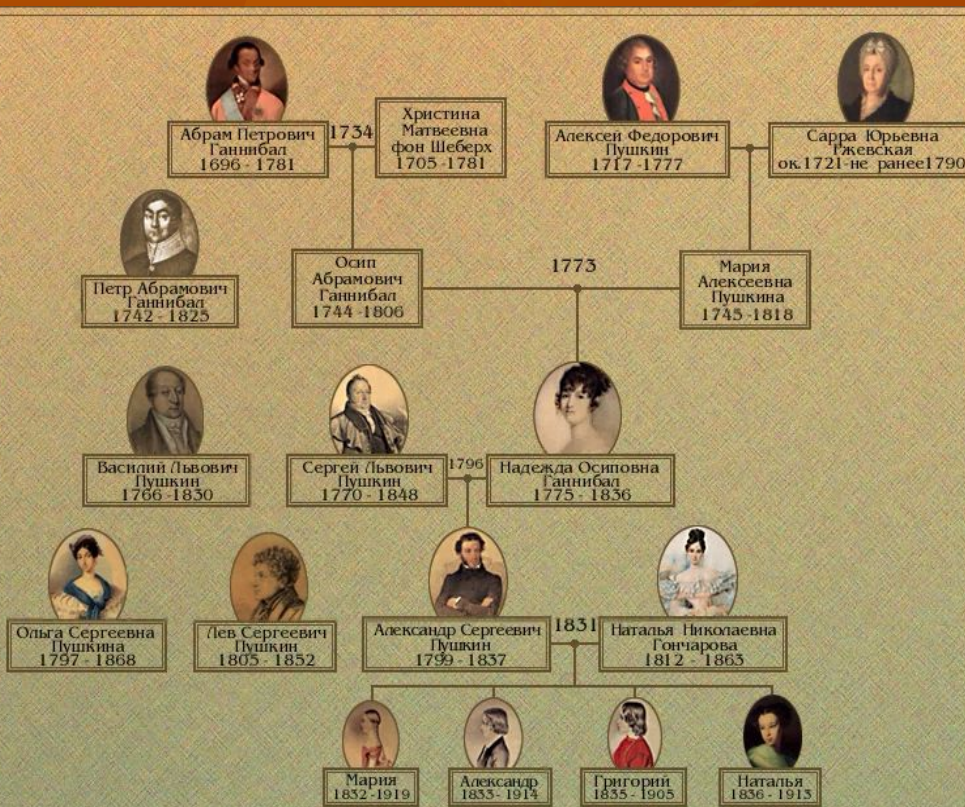 Абрам Петрович
Ганнибал
1696 - 1781
1734
Христина
Матвеевна
фон Шеберх
1705 -1781
Алексей Федорович
Пушкин
1717 -1777
Сарра Юрьевна
Ржевская
ок.1721-не ранее1790
Петр Абрамович
Ганнибал
1742 - 1825
Осип
Абрамович
Ганнибал
1744 -1806
1773
Мария
Алексеевна
Пушкина
1745 -1818
Василий Львович
Пушкин
1766 -1830
Сергей Львович
Пушкин
1770 - 1848
1796
Надежда Осиповна
Ганнибал
1775 - 1836
Ольга Сергеевна
Пушкина
1797 - 1868
Лев Сергеевич
Пушкин
1805 - 1852
Александр Сергеевич
Пушкин
1799 - 1837
1831
Наталья Николаевна
Гончарова
1812 - 1863
Мария
1832 -1919
Александр
1833- 1914
Григорий
1835 - 1905
Наталья
1836 - 1913